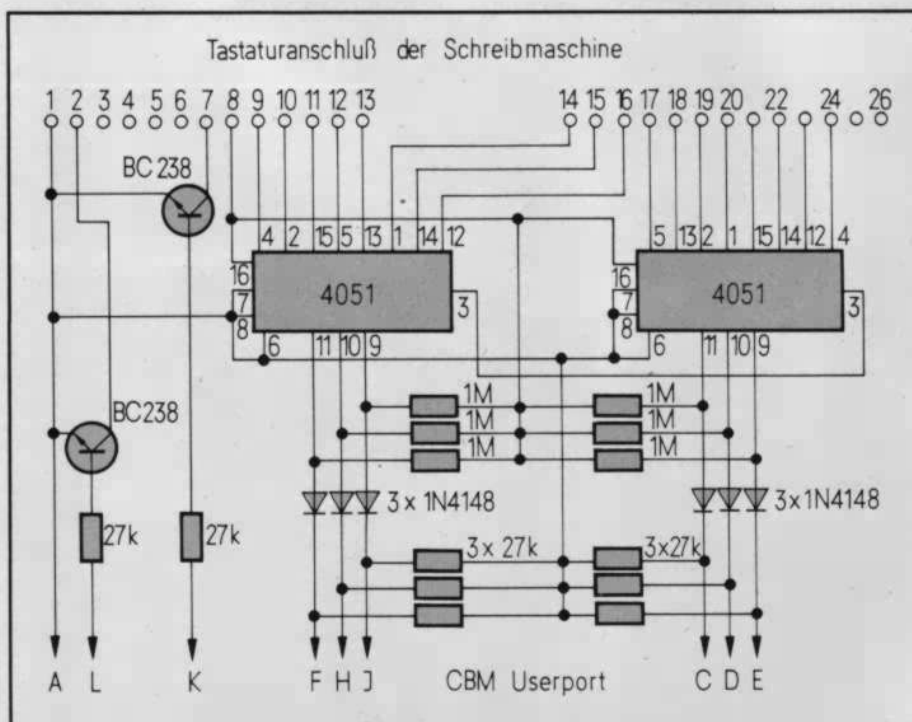 Tastaturanschluß der Schreibmaschine
1 2 3 4 5 6 7 8 9 10 11 12 13 14 15 16 17 18 19 20 22 24 26
BC 238
4 2 15 5 13 1 14 12
5 13 2 1 15 14 12 4
16 7 8
4051
3
16 7 8
4051
3
6 11 10 9
6 11 10 9
BC 238
1M 1M
1M 1M
1M 1M
3 x 1N4148
3 x 1N4148
27k 27k
3 x 27k 3x27k
A L K F H J CBM Userport C D E